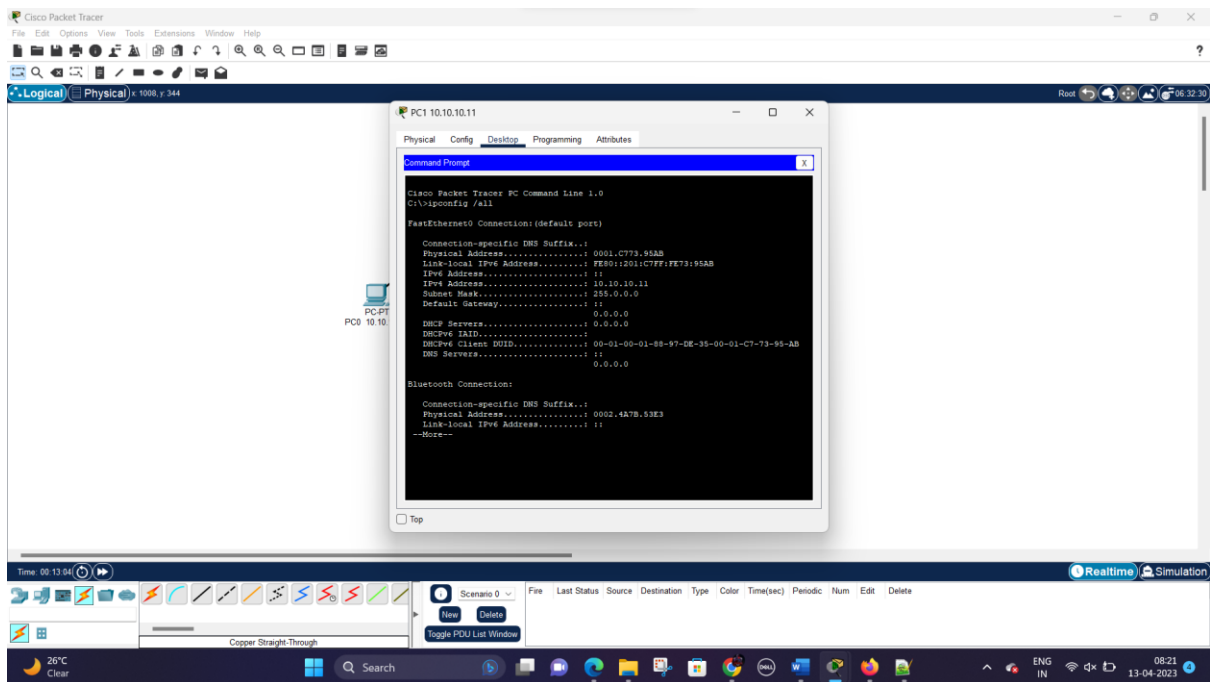 Cisco Packet Tracer
File Edit Options View Tools Extensions Window Help
?
Logical Physical x: 1008, y: 344
Root 06:32:30
PC1 10.10.10.11
Physical Config Desktop Programming Attributes
Command Prompt
X
Cisco Packet Tracer PC Command Line 1.0
C:\>ipconfig /all
FastEthernet0 Connection:(default port)
Connection-specific DNS Suffix..:
Physical Address................: 0001.C773.95AB
Link-local IPv6 Address.........: FE80::201:C7FF:FE73:95AB
IPv6 Address....................: ::
IPv4 Address....................: 10.10.10.11
Subnet Mask.....................: 255.0.0.0
Default Gateway.................: ::
0.0.0.0
DHCP Servers....................: 0.0.0.0
DHCPv6 IAID.....................:
DHCPv6 Client DUID..............: 00-01-00-01-88-97-DE-35-00-01-C7-73-95-AB
DNS Servers.....................: ::
0.0.0.0
Bluetooth Connection:
Connection-specific DNS Suffix..:
Physical Address................: 0002.4A7B.53E3
Link-local IPv6 Address.........: ::
--More--
PC-PT
PC0 10.10.
Top
Time: 00:13:04
Realtime Simulation
Scenario 0
Fire Last Status Source Destination Type Color Time(sec) Periodic Num Edit Delete
New Delete
Toggle PDU List Window
Copper Straight-Through
26°C
Clear
Search
DELL
ENG
IN
08:21
13-04-2023
4